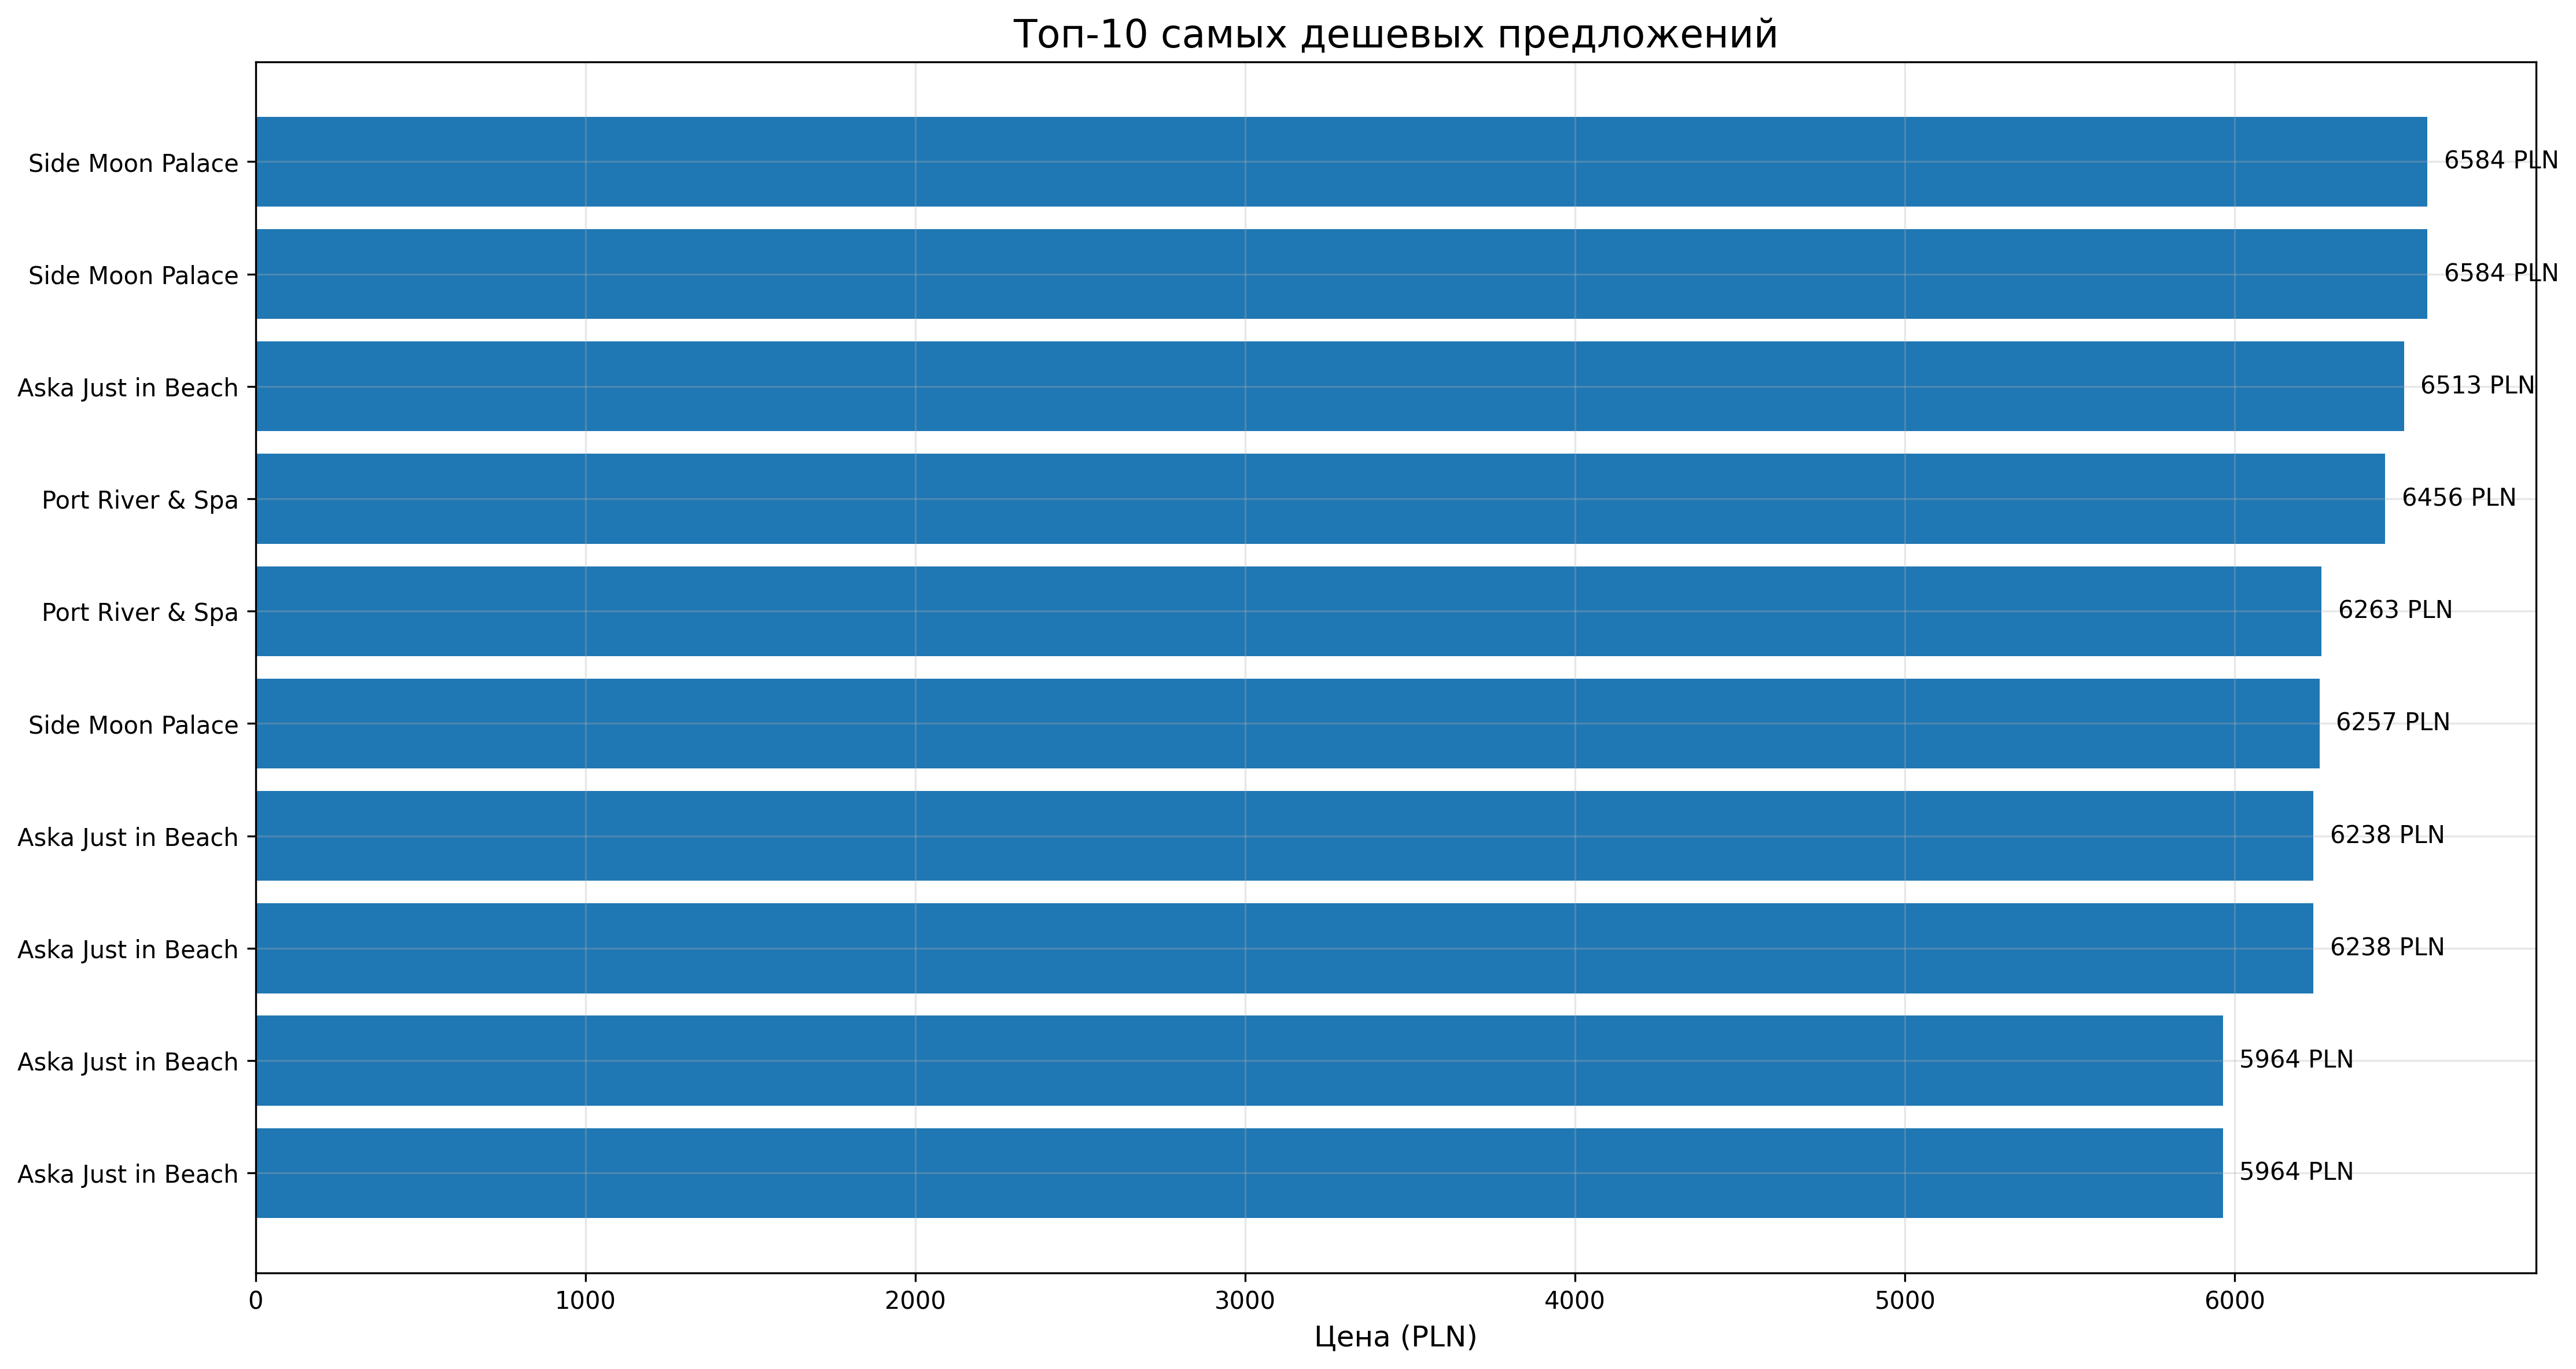 Топ-10 самых дешевых предложений
Side Moon Palace 6584 PLN
Side Moon Palace 6584 PLN
Aska Just in Beach 6513 PLN
Port River & Spa 6456 PLN
Port River & Spa 6263 PLN
Side Moon Palace 6257 PLN
Aska Just in Beach 6238 PLN
Aska Just in Beach 6238 PLN
Aska Just in Beach 5964 PLN
Aska Just in Beach 5964 PLN
0 1000 2000 3000 4000 5000 6000
Цена (PLN)